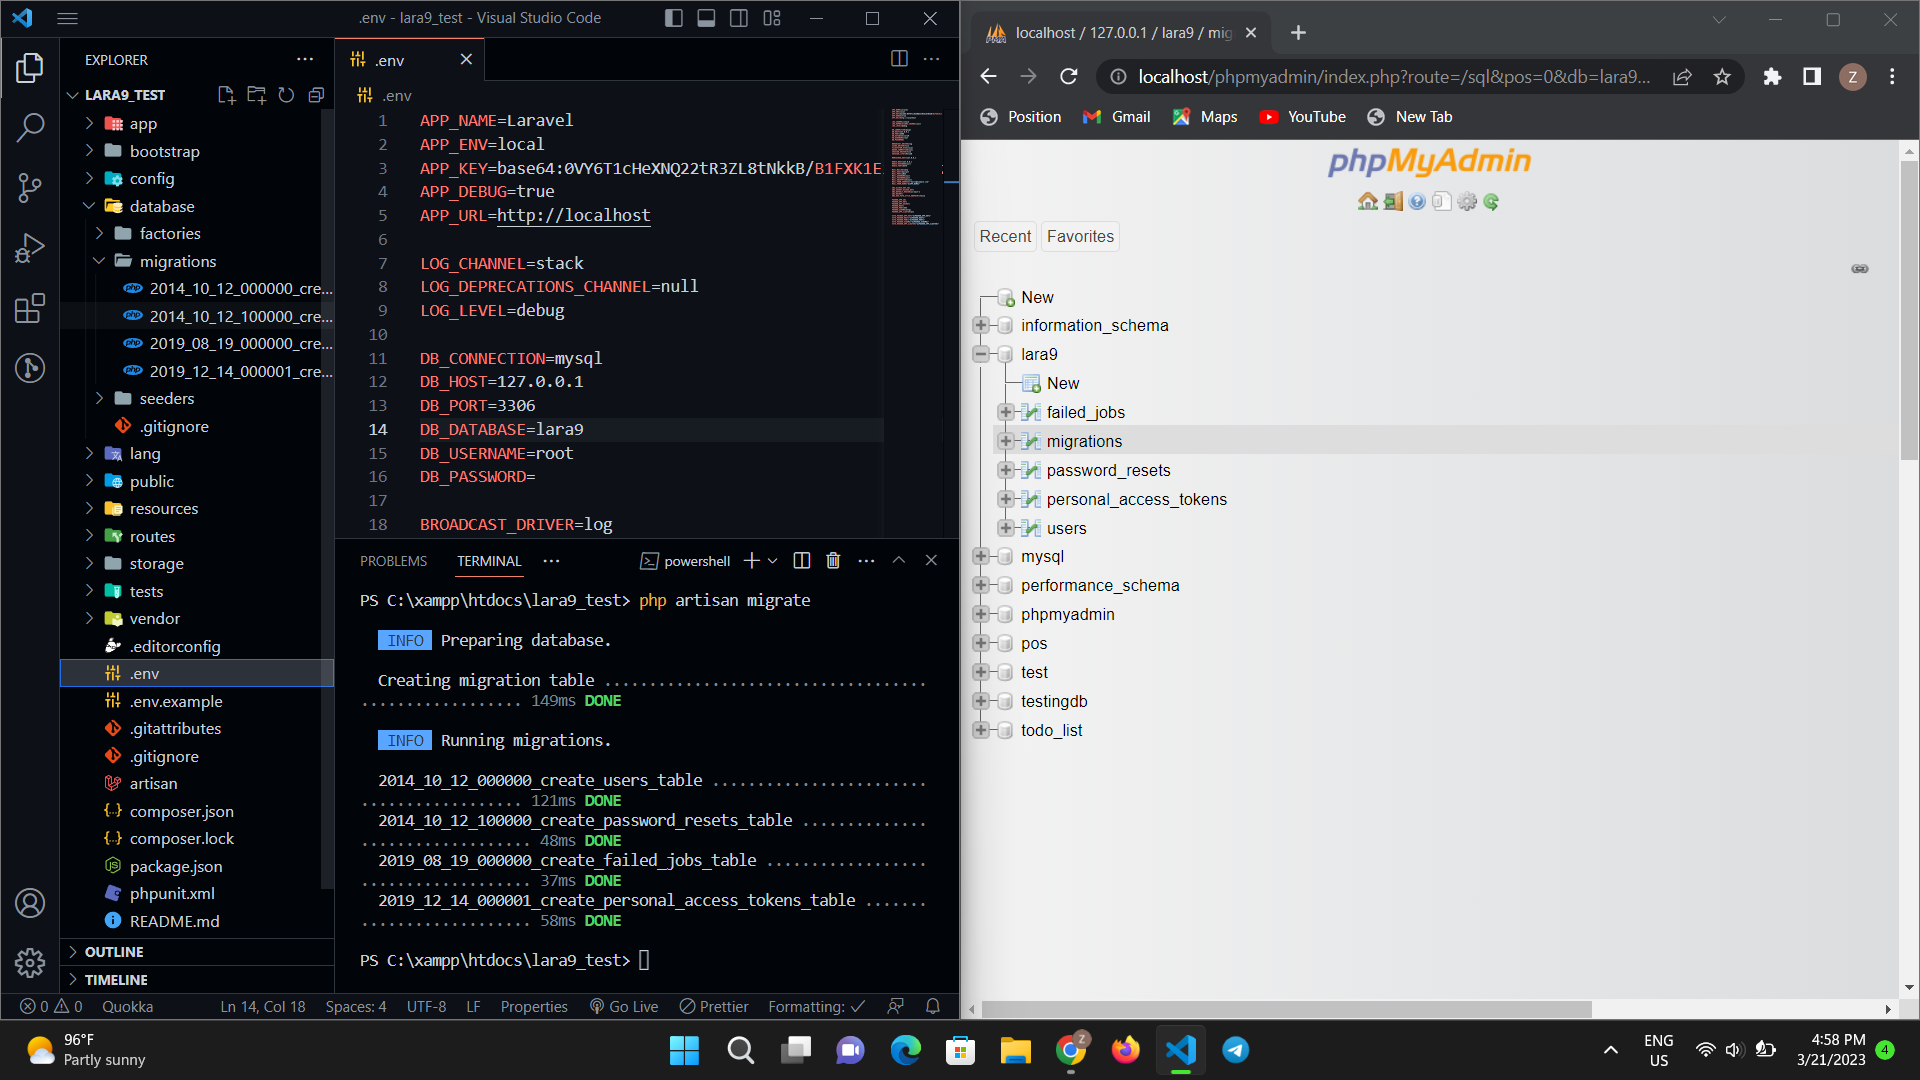 .env - lara9_test - Visual Studio Code
EXPLORER
LARA9_TEST
app
bootstrap
config
database
factories
migrations
2014_10_12_000000_cre...
2014_10_12_100000_cre...
2019_08_19_000000_cre...
2019_12_14_000001_cre...
seeders
.gitignore
lang
public
resources
routes
storage
tests
vendor
.editorconfig
.env
.env.example
.gitattributes
.gitignore
artisan
composer.json
composer.lock
package.json
phpunit.xml
README.md
OUTLINE
TIMELINE
.env
.env
1 APP_NAME=Laravel
2 APP_ENV=local
3 APP_KEY=base64:0VY6T1cHeXNQ22tR3ZL8tNkkB/B1FXK1E
4 APP_DEBUG=true
5 APP_URL=http://localhost
6
7 LOG_CHANNEL=stack
8 LOG_DEPRECATIONS_CHANNEL=null
9 LOG_LEVEL=debug
10
11 DB_CONNECTION=mysql
12 DB_HOST=127.0.0.1
13 DB_PORT=3306
14 DB_DATABASE=lara9
15 DB_USERNAME=root
16 DB_PASSWORD=
17
18 BROADCAST_DRIVER=log
PROBLEMS TERMINAL ... powershell
PS C:\xampp\htdocs\lara9_test> php artisan migrate
INFO Preparing database.
Creating migration table ....................................
.................. 149ms DONE
INFO Running migrations.
2014_10_12_000000_create_users_table ........................
.................. 121ms DONE
2014_10_12_100000_create_password_resets_table ..............
................... 48ms DONE
2019_08_19_000000_create_failed_jobs_table ..................
................... 37ms DONE
2019_12_14_000001_create_personal_access_tokens_table .......
................... 58ms DONE
PS C:\xampp\htdocs\lara9_test>
0 0 Quokka Ln 14, Col 18 Spaces: 4 UTF-8 LF Properties Go Live Prettier Formatting: ✓
localhost / 127.0.0.1 / lara9 / mig
localhost/phpmyadmin/index.php?route=/sql&pos=0&db=lara9...
Z
Position Gmail Maps YouTube New Tab
phpMyAdmin
Recent Favorites
New
information_schema
lara9
New
failed_jobs
migrations
password_resets
personal_access_tokens
users
mysql
performance_schema
phpmyadmin
pos
test
testingdb
todo_list
96°F
Partly sunny
Z
ENG
US
4:58 PM
3/21/2023
4